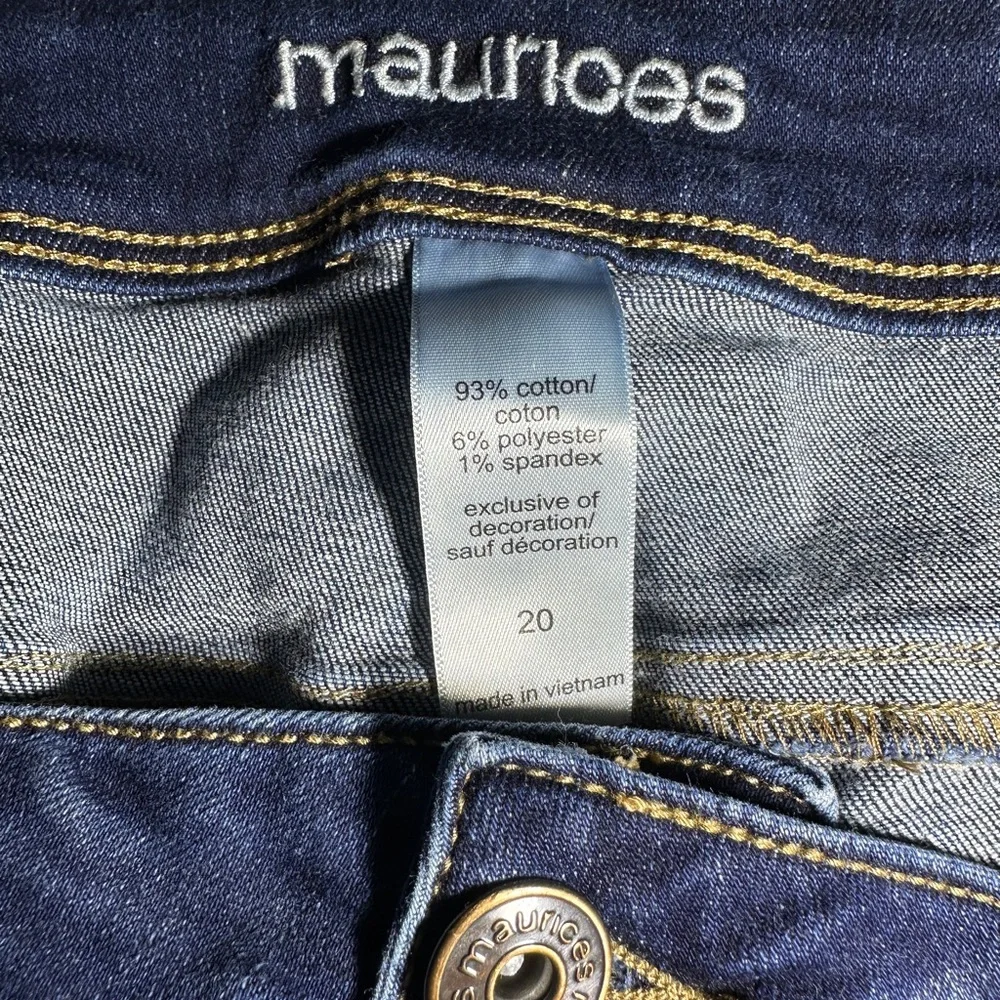 maurices
93% cotton/
coton
6% polyester
1% spandex
exclusive of
decoration/
sauf décoration
20
made in vietnam
maurices